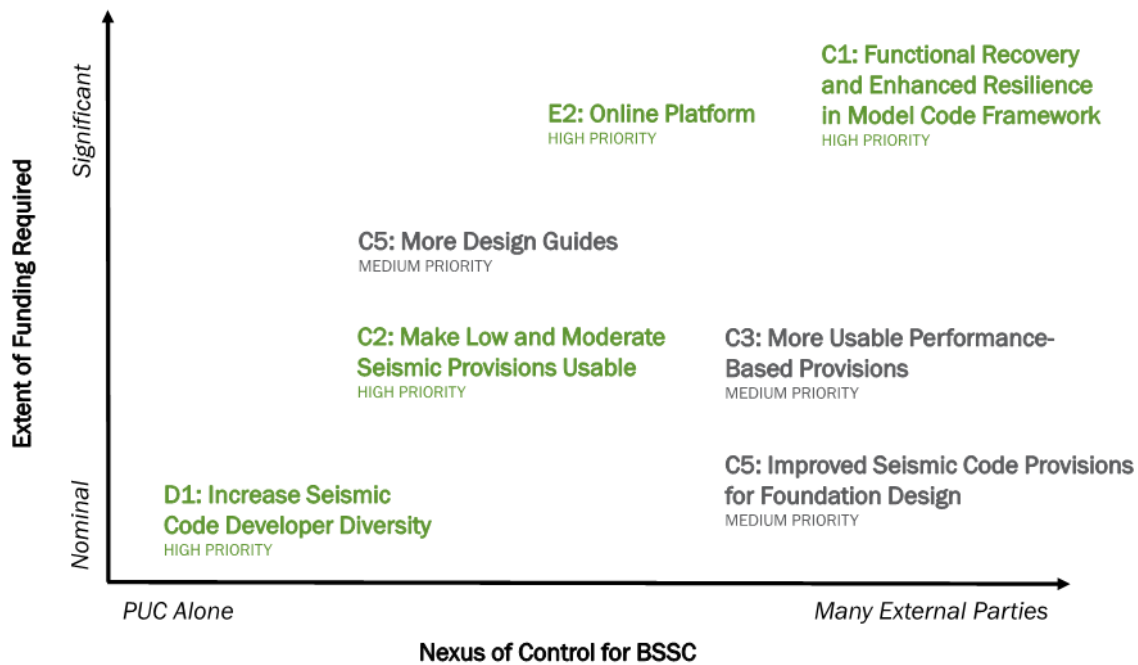 Extent of Funding Required
Significant
Nominal
C1: Functional Recovery
and Enhanced Resilience
in Model Code Framework
HIGH PRIORITY
E2: Online Platform
HIGH PRIORITY
C5: More Design Guides
MEDIUM PRIORITY
C2: Make Low and Moderate
Seismic Provisions Usable
HIGH PRIORITY
C3: More Usable Performance-
Based Provisions
MEDIUM PRIORITY
C5: Improved Seismic Code Provisions
for Foundation Design
MEDIUM PRIORITY
D1: Increase Seismic
Code Developer Diversity
HIGH PRIORITY
PUC Alone
Many External Parties
Nexus of Control for BSSC